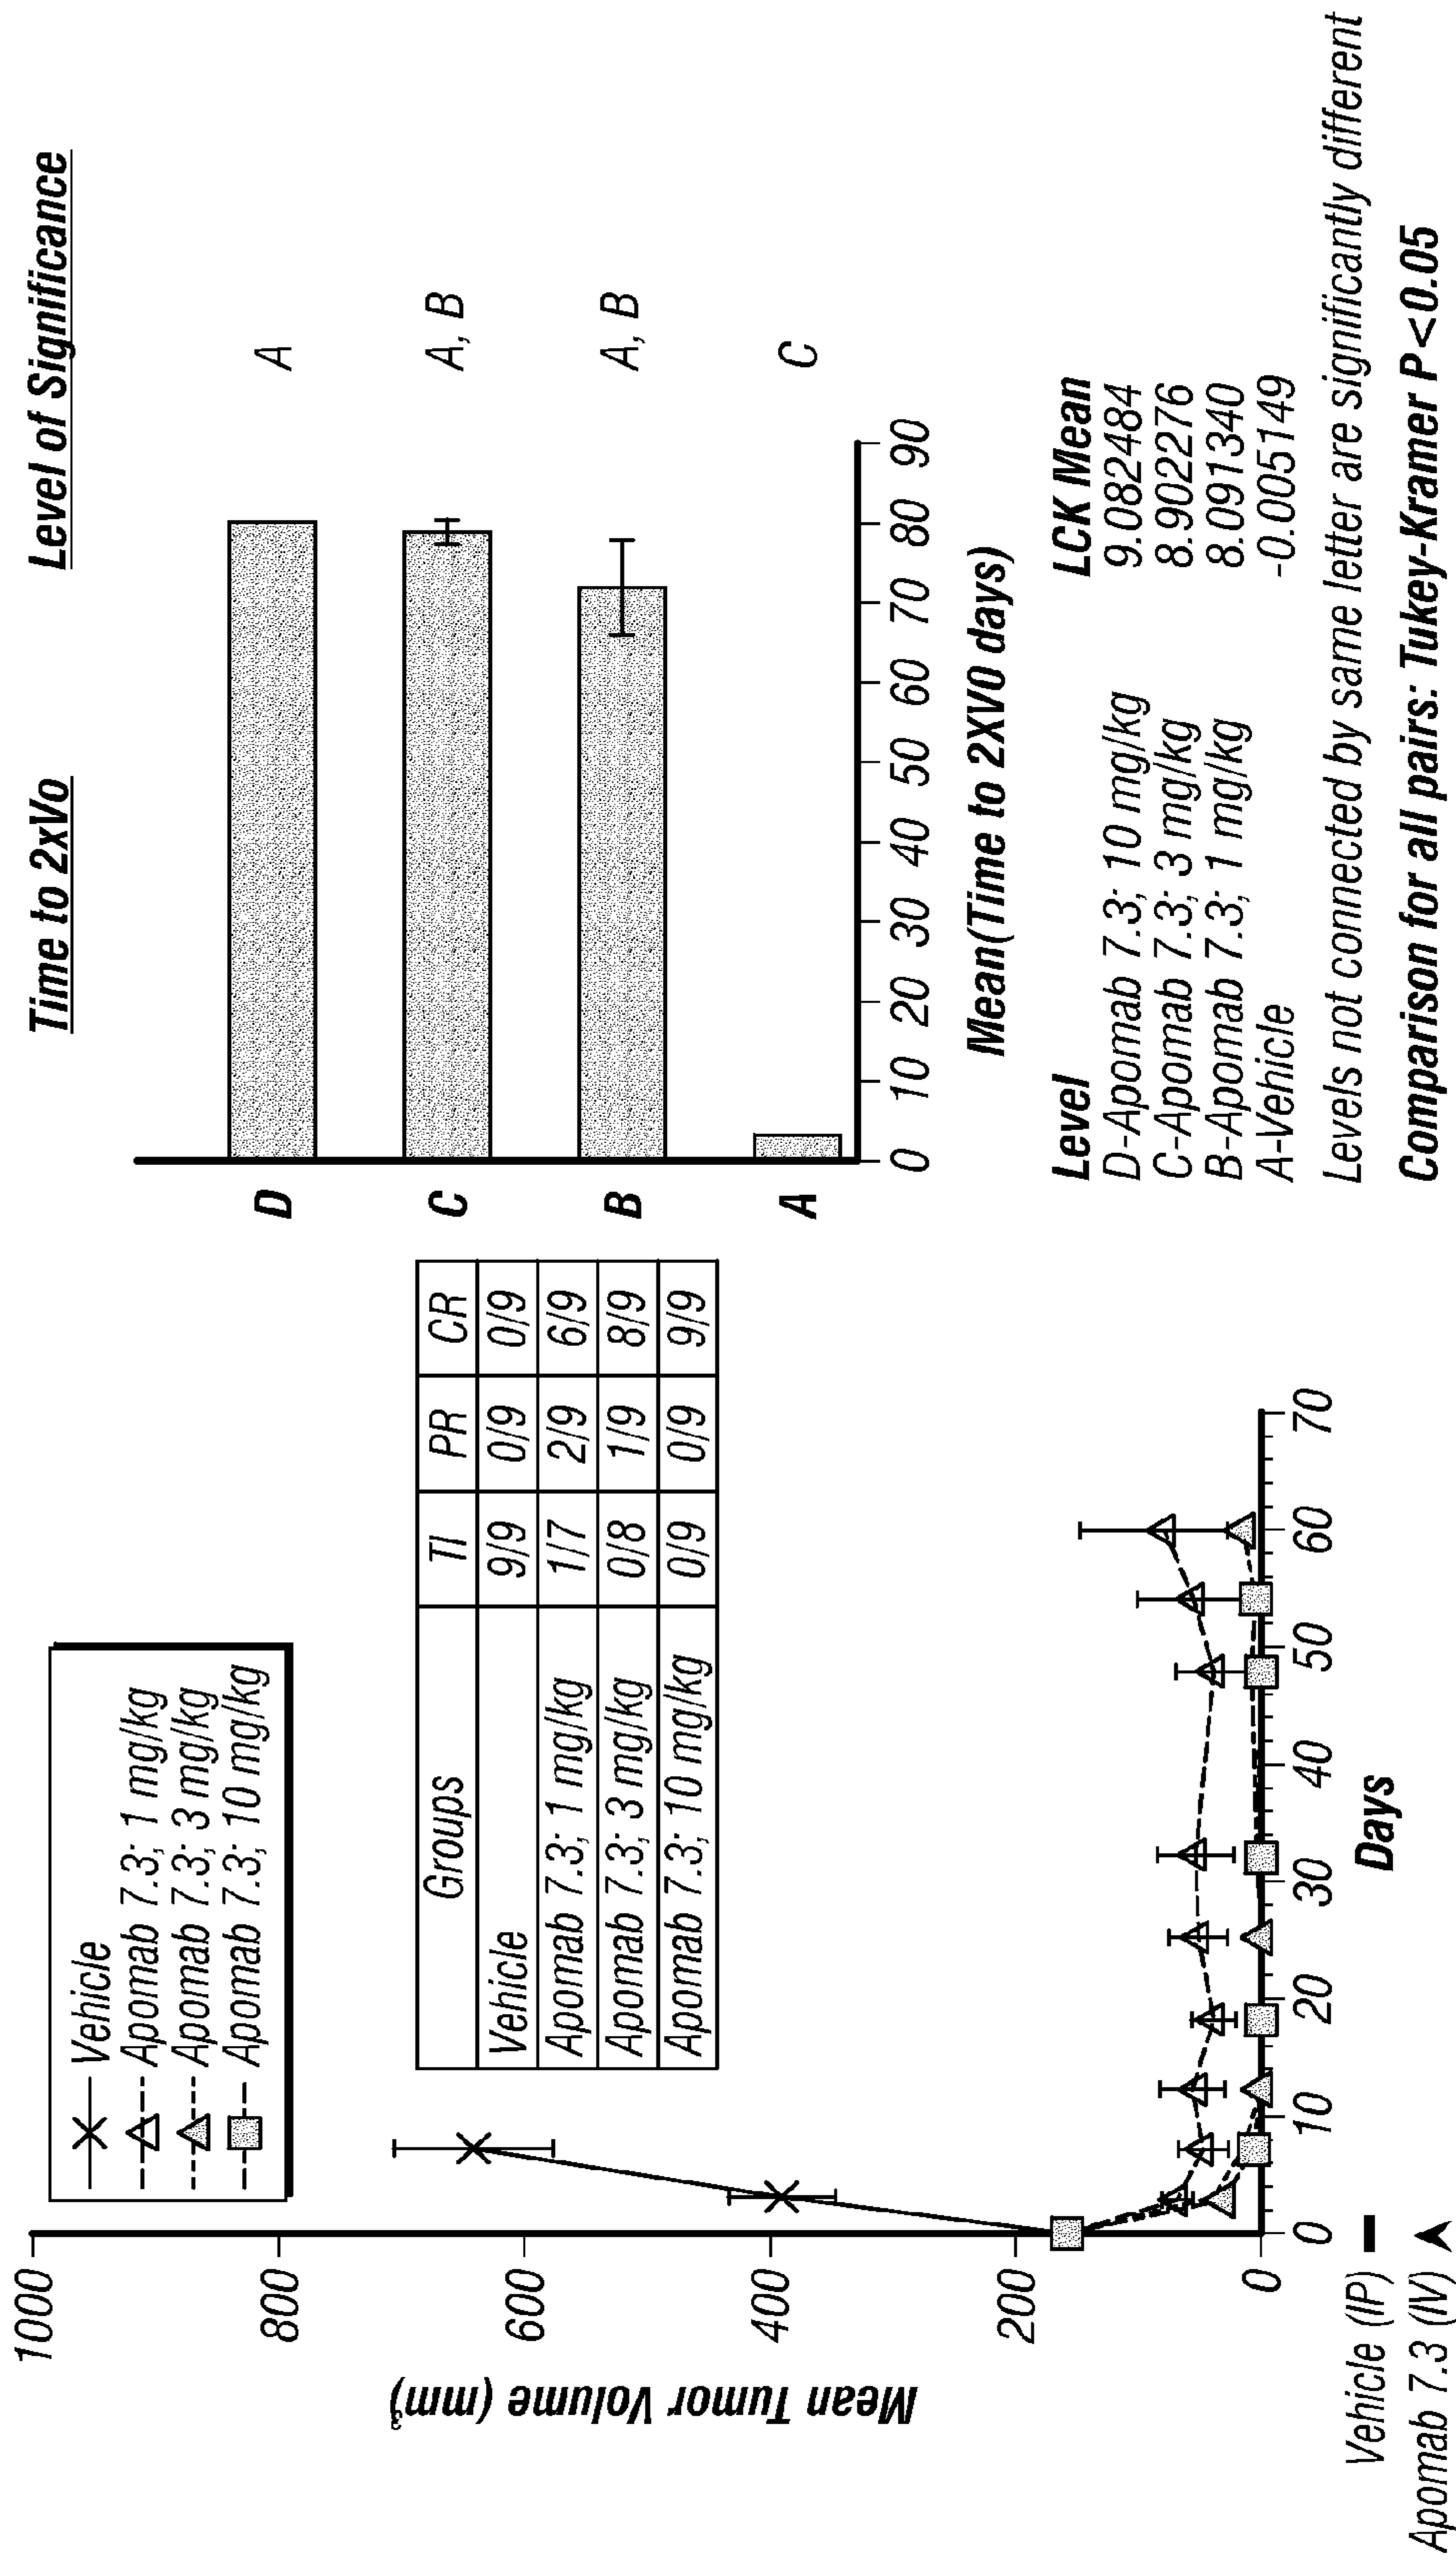 Vehicle
Apomab 7.3; 1 mg/kg
Apomab 7.3; 3 mg/kg
Apomab 7.3; 10 mg/kg
Groups TI PR CR
Vehicle 9/9 0/9 0/9
Apomab 7.3; 1 mg/kg 1/7 2/9 6/9
Apomab 7.3; 3 mg/kg 0/8 1/9 8/9
Apomab 7.3; 10 mg/kg 0/9 0/9 9/9
Mean Tumor Volume (mm3)
1000
800
600
400
200
0
0 10 20 30 40 50 60 70
Days
Vehicle (IP)
Apomab 7.3 (IV)
Time to 2xVo Level of Significance
D A
C A, B
B A, B
A C
0 10 20 30 40 50 60 70 80 90
Mean(Time to 2XV0 days)
Level LCK Mean
D-Apomab 7.3; 10 mg/kg 9.082484
C-Apomab 7.3; 3 mg/kg 8.902276
B-Apomab 7.3; 1 mg/kg 8.091340
A-Vehicle -0.005149
Levels not connected by same letter are significantly different
Comparison for all pairs: Tukey-Kramer P<0.05